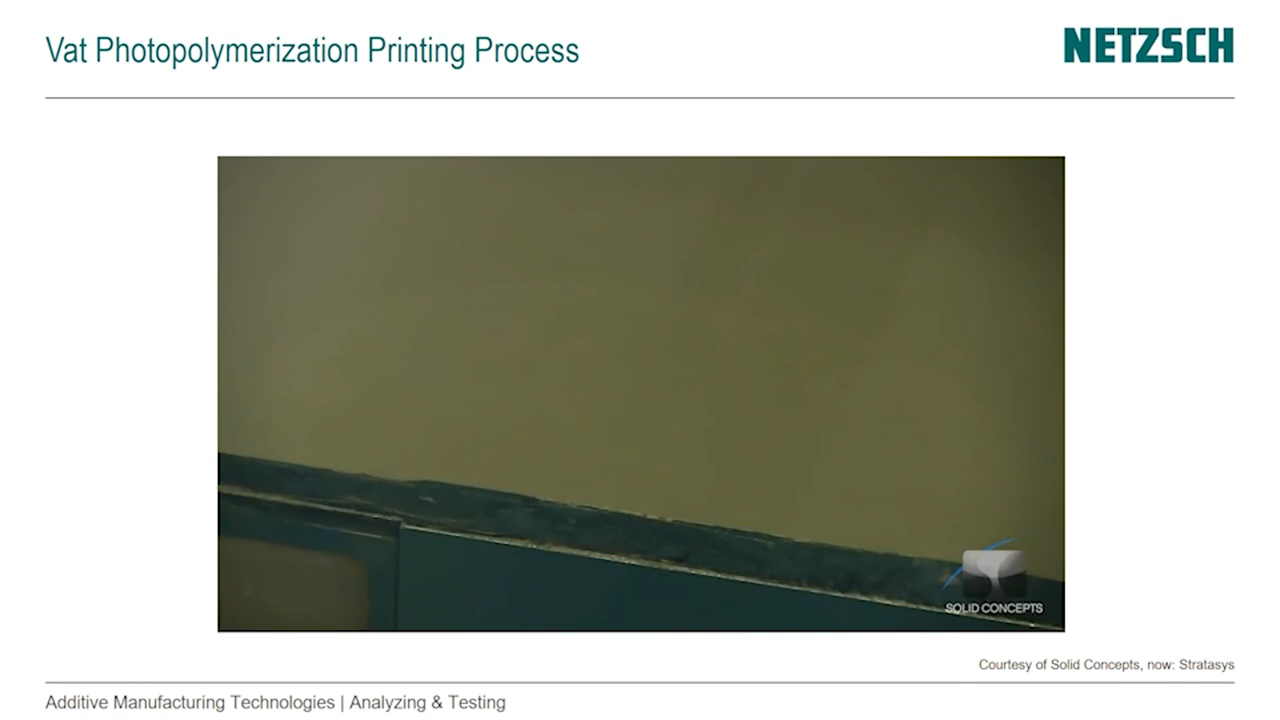 Vat Photopolymerization Printing Process
NETZSCH
SOLID CONCEPTS
Courtesy of Solid Concepts, now: Stratasys
Additive Manufacturing Technologies | Analyzing & Testing